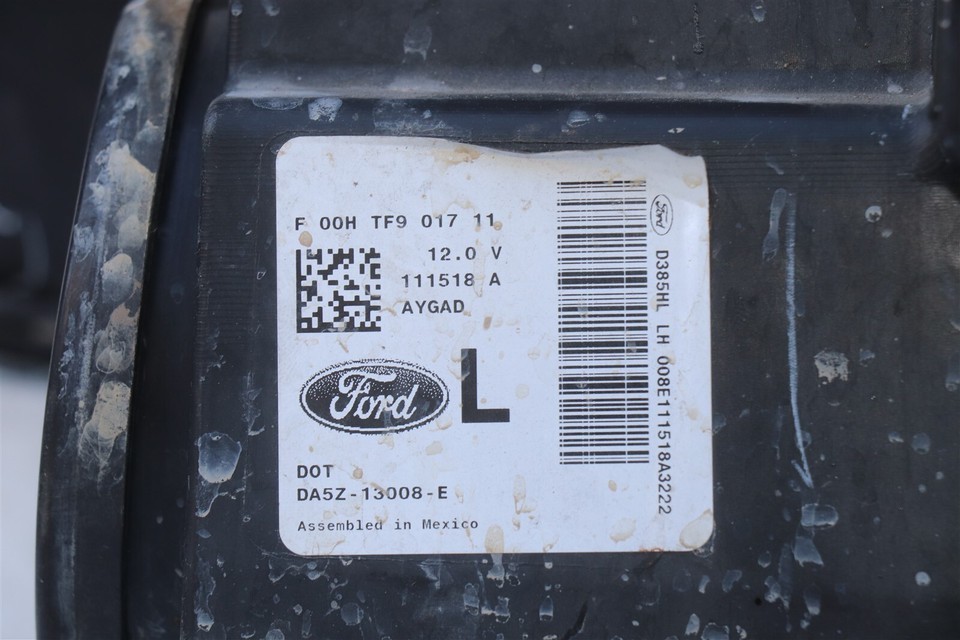 F 00H TF9 017 11
12.0 V
111518 A
AYGAD
Ford
L
DOT
DA5Z-13008-E
Assembled in Mexico
Ford
D385HL LH 008E111518A3222